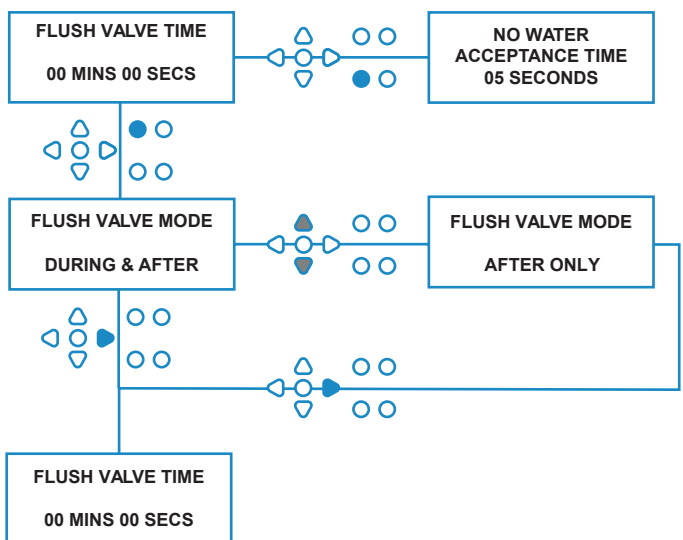 FLUSH VALVE TIME
00 MINS 00 SECS
NO WATER
ACCEPTANCE TIME
05 SECONDS
FLUSH VALVE MODE
DURING & AFTER
FLUSH VALVE MODE
AFTER ONLY
FLUSH VALVE TIME
00 MINS 00 SECS